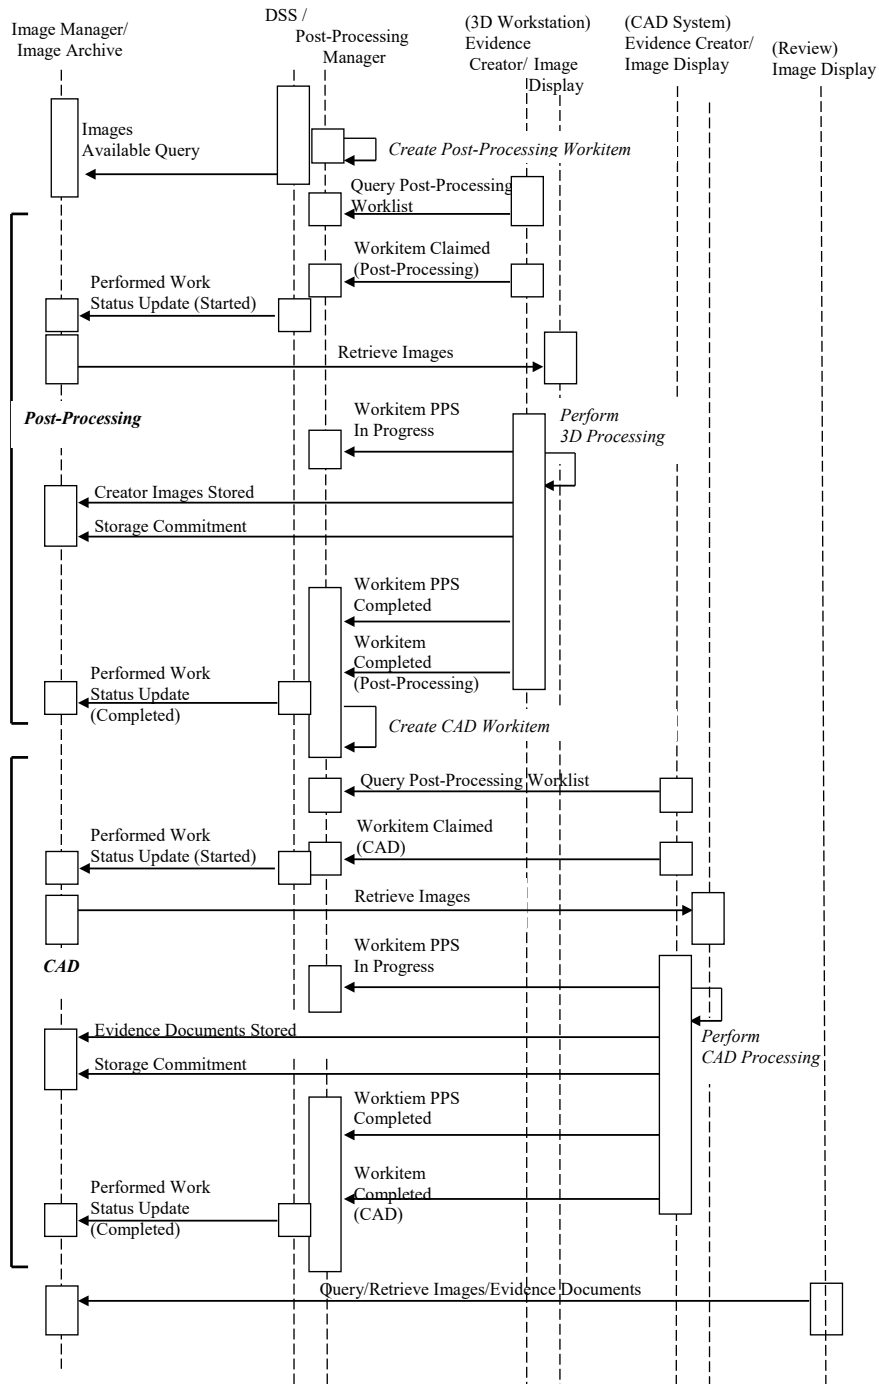 Image Manager/
Image Archive
DSS /
Post-Processing
Manager
(3D Workstation)
Evidence
Creator/ Image
Display
(CAD System)
Evidence Creator/
Image Display
(Review)
Image Display
Images
Available Query
Create Post-Processing Workitem
Query Post-Processing
Worklist
Workitem Claimed
(Post-Processing)
Performed Work
Status Update (Started)
Retrieve Images
Post-Processing
Workitem PPS
In Progress
Perform
3D Processing
Creator Images Stored
Storage Commitment
Workitem PPS
Completed
Workitem
Completed
(Post-Processing)
Performed Work
Status Update
(Completed)
Create CAD Workitem
Query Post-Processing Worklist
Workitem Claimed
(CAD)
Performed Work
Status Update (Started)
Retrieve Images
CAD
Workitem PPS
In Progress
Evidence Documents Stored
Perform
CAD Processing
Storage Commitment
Worktiem PPS
Completed
Workitem
Completed
(CAD)
Performed Work
Status Update
(Completed)
Query/Retrieve Images/Evidence Documents